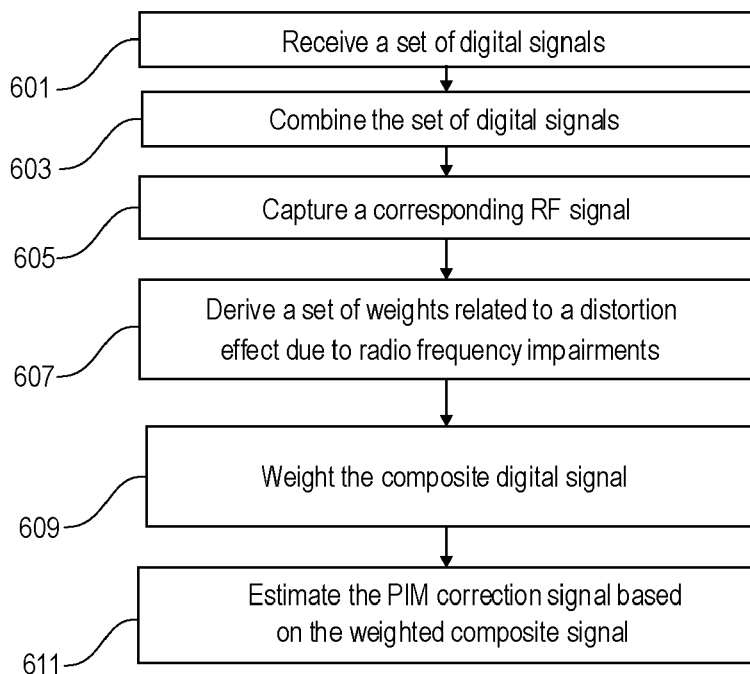 Receive a set of digital signals
601
Combine the set of digital signals
603
Capture a corresponding RF signal
605
Derive a set of weights related to a distortion
effect due to radio frequency impairments
607
Weight the composite digital signal
609
Estimate the PIM correction signal based
on the weighted composite signal
611